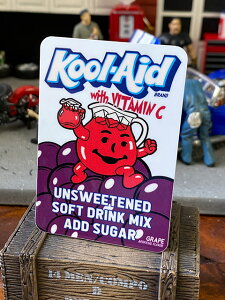 Kool-Aid
BRAND
with VITAMIN C
UNSWEETENED
SOFT DRINK MIX
ADD SUGAR
GRAPE